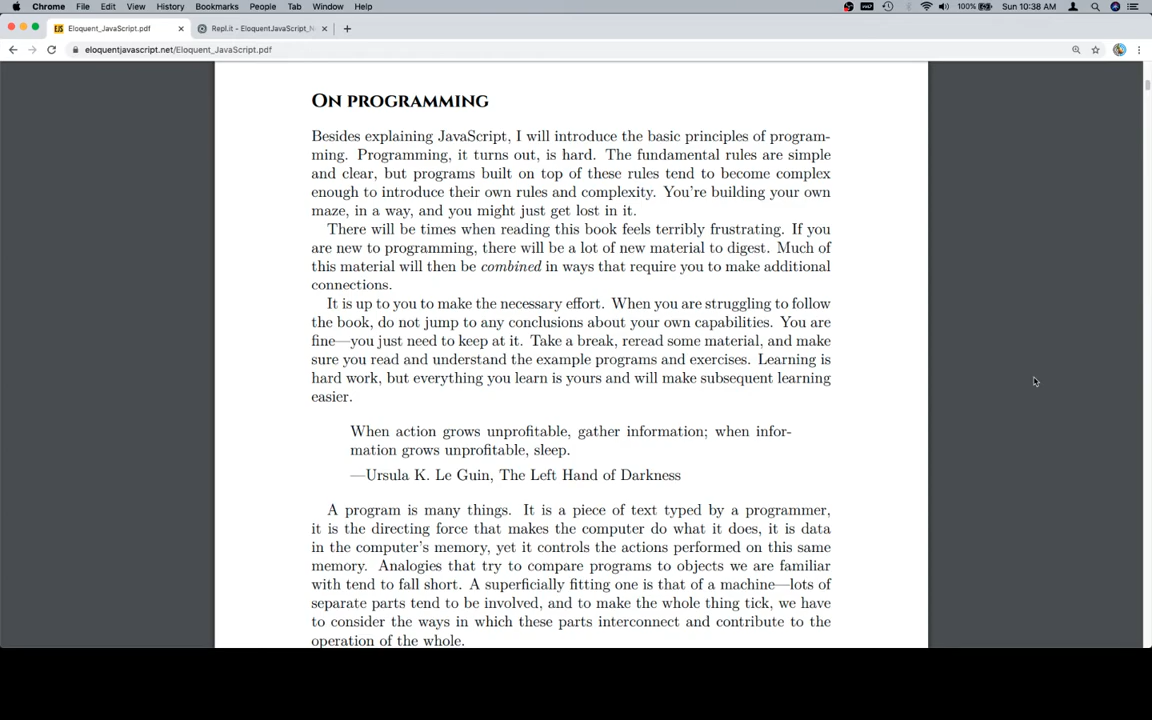 Chrome File Edit View History Bookmarks People Tab Window Help 100% Sun 10:38 AM
Eloquent_JavaScript.pdf Repl.it - EloquentJavaScript_N
eloquentjavascript.net/Eloquent_JavaScript.pdf
On programming
Besides explaining JavaScript, I will introduce the basic principles of program-
ming. Programming, it turns out, is hard. The fundamental rules are simple
and clear, but programs built on top of these rules tend to become complex
enough to introduce their own rules and complexity. You're building your own
maze, in a way, and you might just get lost in it.
There will be times when reading this book feels terribly frustrating. If you
are new to programming, there will be a lot of new material to digest. Much of
this material will then be combined in ways that require you to make additional
connections.
It is up to you to make the necessary effort. When you are struggling to follow
the book, do not jump to any conclusions about your own capabilities. You are
fine—you just need to keep at it. Take a break, reread some material, and make
sure you read and understand the example programs and exercises. Learning is
hard work, but everything you learn is yours and will make subsequent learning
easier.
When action grows unprofitable, gather information; when infor-
mation grows unprofitable, sleep.
—Ursula K. Le Guin, The Left Hand of Darkness
A program is many things. It is a piece of text typed by a programmer,
it is the directing force that makes the computer do what it does, it is data
in the computer's memory, yet it controls the actions performed on this same
memory. Analogies that try to compare programs to objects we are familiar
with tend to fall short. A superficially fitting one is that of a machine—lots of
separate parts tend to be involved, and to make the whole thing tick, we have
to consider the ways in which these parts interconnect and contribute to the
operation of the whole.